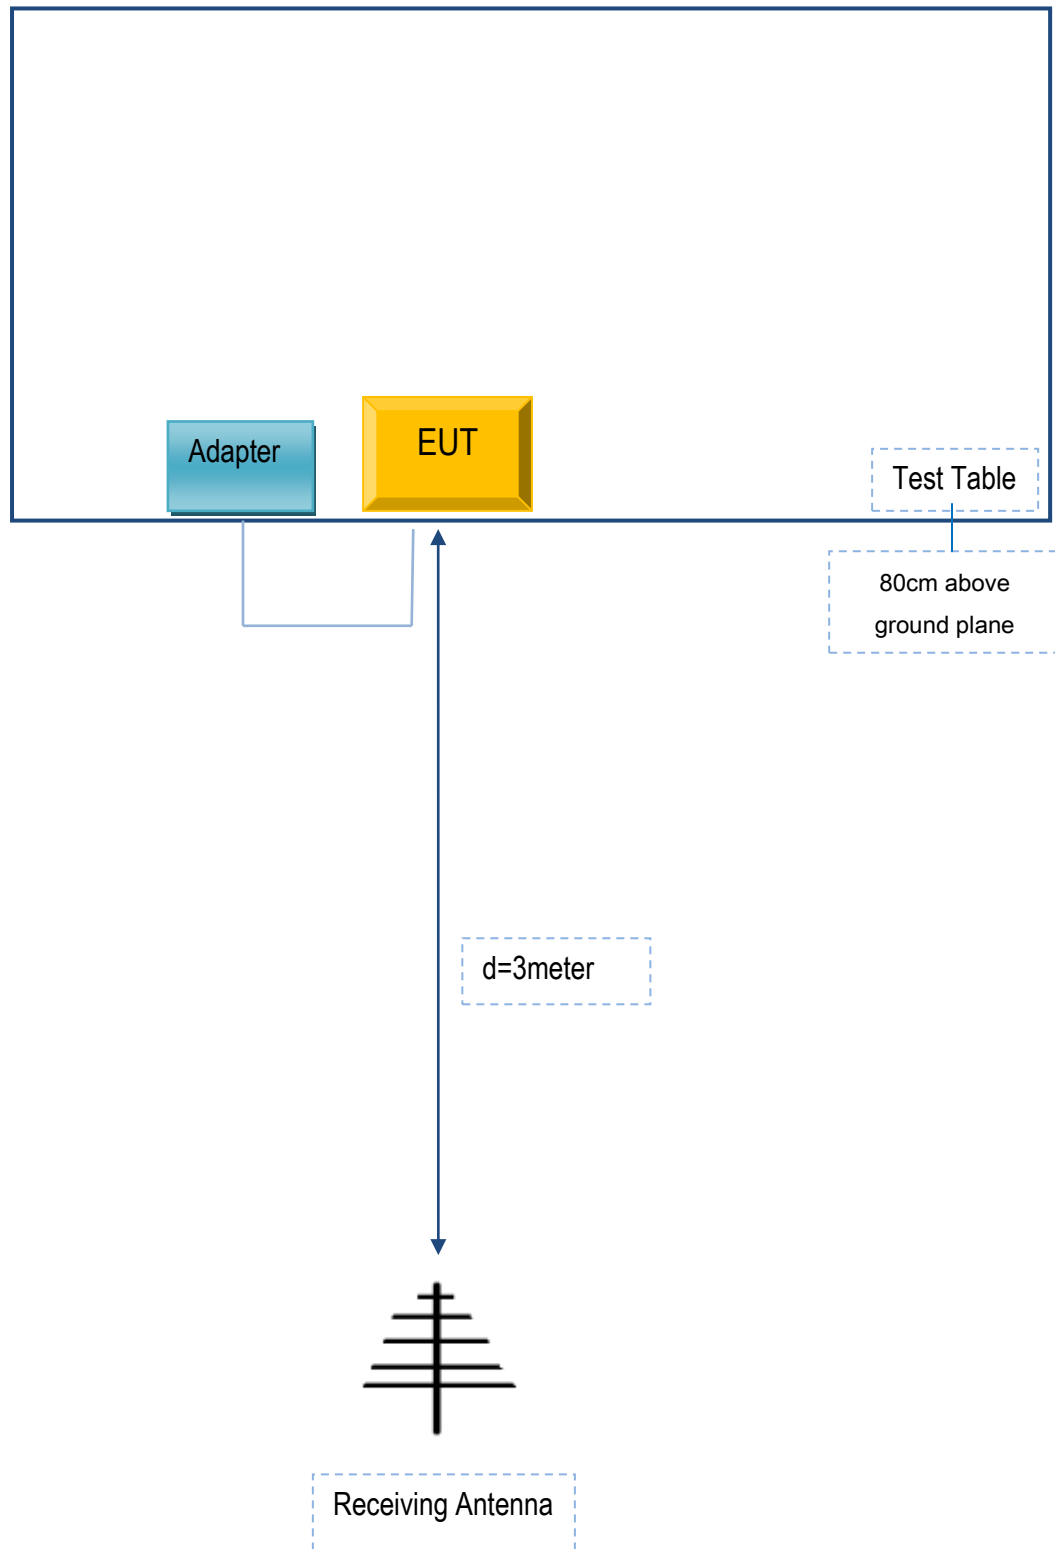 Adapter
EUT
Test Table
80cm above
ground plane
d=3meter
Receiving Antenna